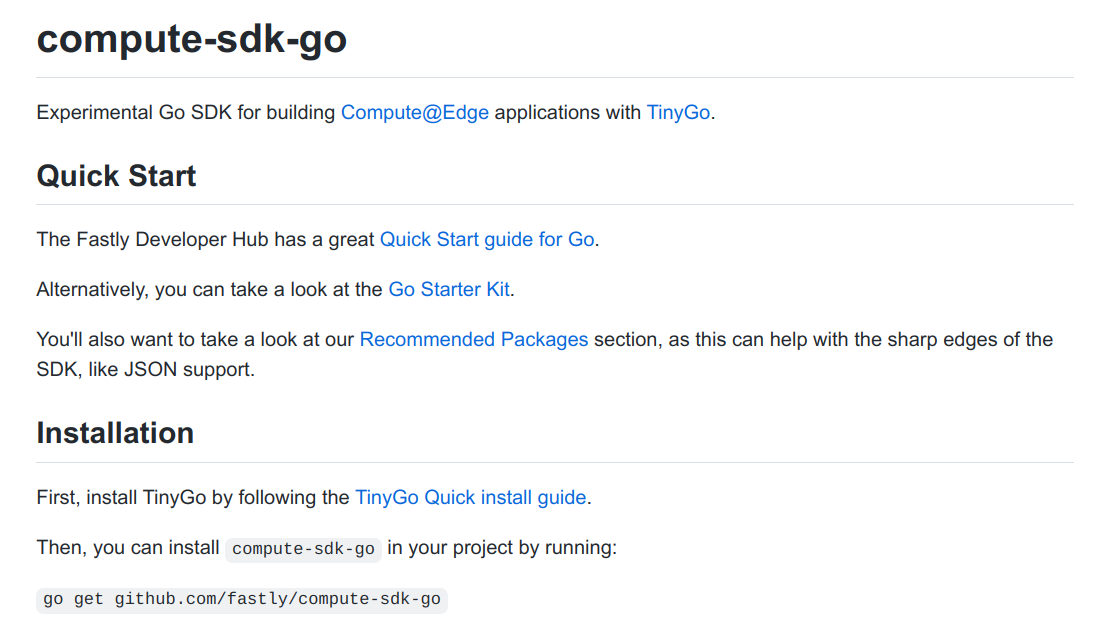 compute-sdk-go
Experimental Go SDK for building Compute@Edge applications with TinyGo.
Quick Start
The Fastly Developer Hub has a great Quick Start guide for Go.
Alternatively, you can take a look at the Go Starter Kit.
You'll also want to take a look at our Recommended Packages section, as this can help with the sharp edges of the
SDK, like JSON support.
Installation
First, install TinyGo by following the TinyGo Quick install guide.
Then, you can install compute-sdk-go in your project by running:
go get github.com/fastly/compute-sdk-go